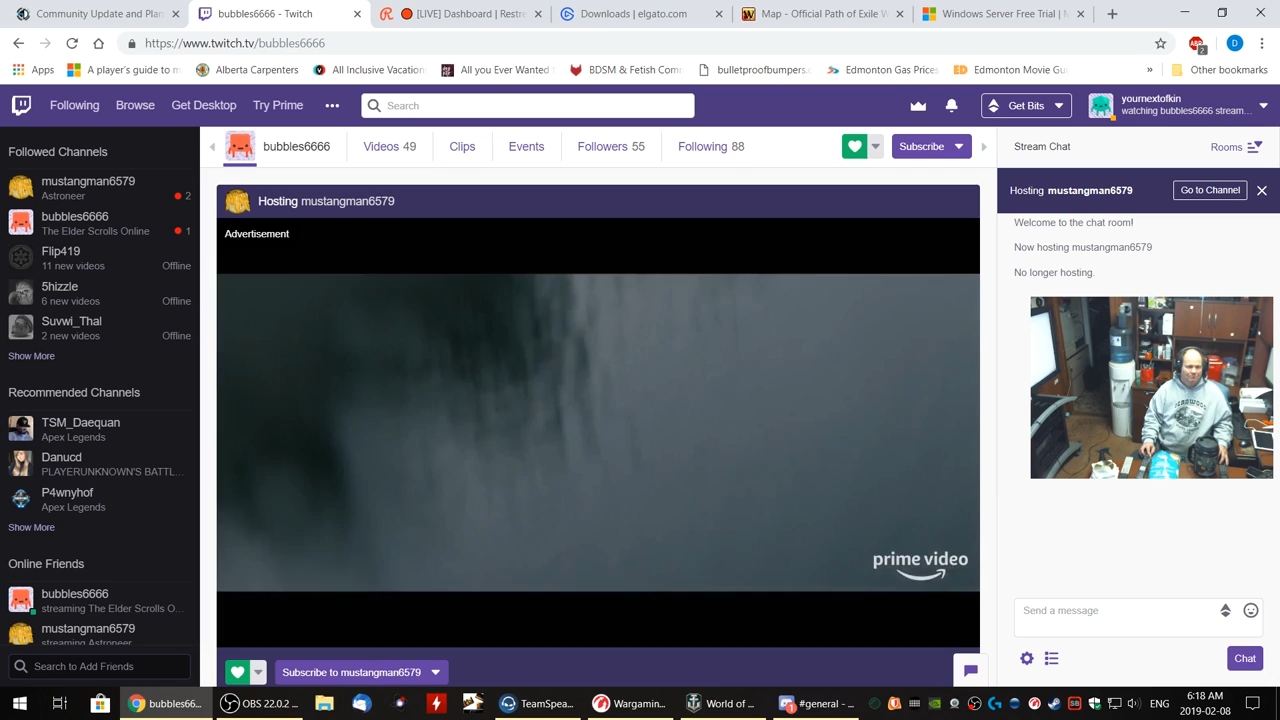 Community Update and Plan
bubbles6666 - Twitch
[LIVE] Dashboard | Restre
Downloads | elgato.com
Map - Official Path of Exile W
Windows Server Free Trial | M
https://www.twitch.tv/bubbles6666
2
D
Apps
A player's guide to m
Alberta Carpenters
All Inclusive Vacation
All you Ever Wanted
BDSM & Fetish Com
bulletproofbumpers.c
Edmonton Gas Prices
Edmonton Movie Gu
»
Other bookmarks
Following
Browse
Get Desktop
Try Prime
Search
Get Bits
yournextofkin
watching bubbles6666 stream...
Followed Channels
mustangman6579
Astroneer
2
bubbles6666
The Elder Scrolls Online
1
Flip419
11 new videos
Offline
5hizzle
6 new videos
Offline
Suvwi_Thal
2 new videos
Offline
Show More
Recommended Channels
TSM_Daequan
Apex Legends
Danucd
PLAYERUNKNOWN'S BATTL...
P4wnyhof
Apex Legends
Show More
Online Friends
bubbles6666
streaming The Elder Scrolls O...
mustangman6579
streaming Astroneer
Search to Add Friends
bubbles6666
Videos 49
Clips
Events
Followers 55
Following 88
Subscribe
Hosting mustangman6579
Advertisement
prime video
Subscribe to mustangman6579
Stream Chat
Rooms
Hosting mustangman6579
Go to Channel
Welcome to the chat room!
Now hosting mustangman6579
No longer hosting.
Send a message
Chat
bubbles66...
OBS 22.0.2 ...
TeamSpea...
Wargamin...
World of ...
#general - ...
ENG
6:18 AM
2019-02-08